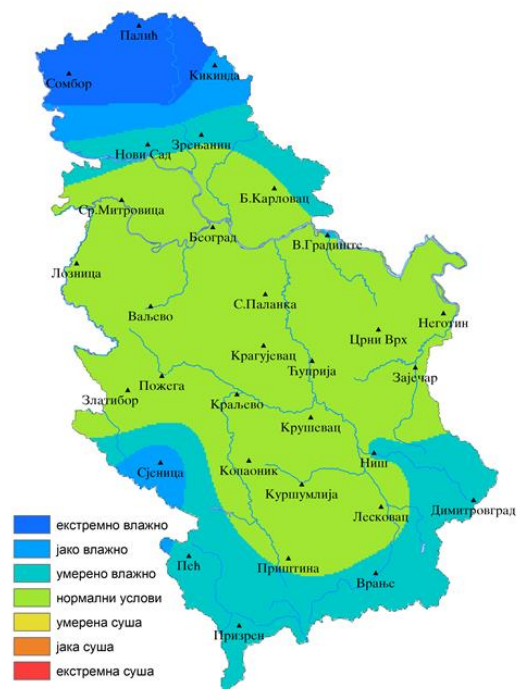 Палић
Сомбор
Кикинда
Зрењанин
Нови Сад
Б.Карловац
Ср.Митровица
Београд
В.Градиште
Лозница
С.Паланка
Ваљево
Неготин
Црни Врх
Крагујевац
Ћуприја
Зајечар
Пожега
Златибор
Краљево
Крушевац
Ниш
Сјеница
Копаоник
Куршумлија
Лесковац
Димитровград
Пећ
Приштина
Врање
Призрен
екстремно влажно
јако влажно
умерено влажно
нормални услови
умерена суша
јака суша
екстремна суша